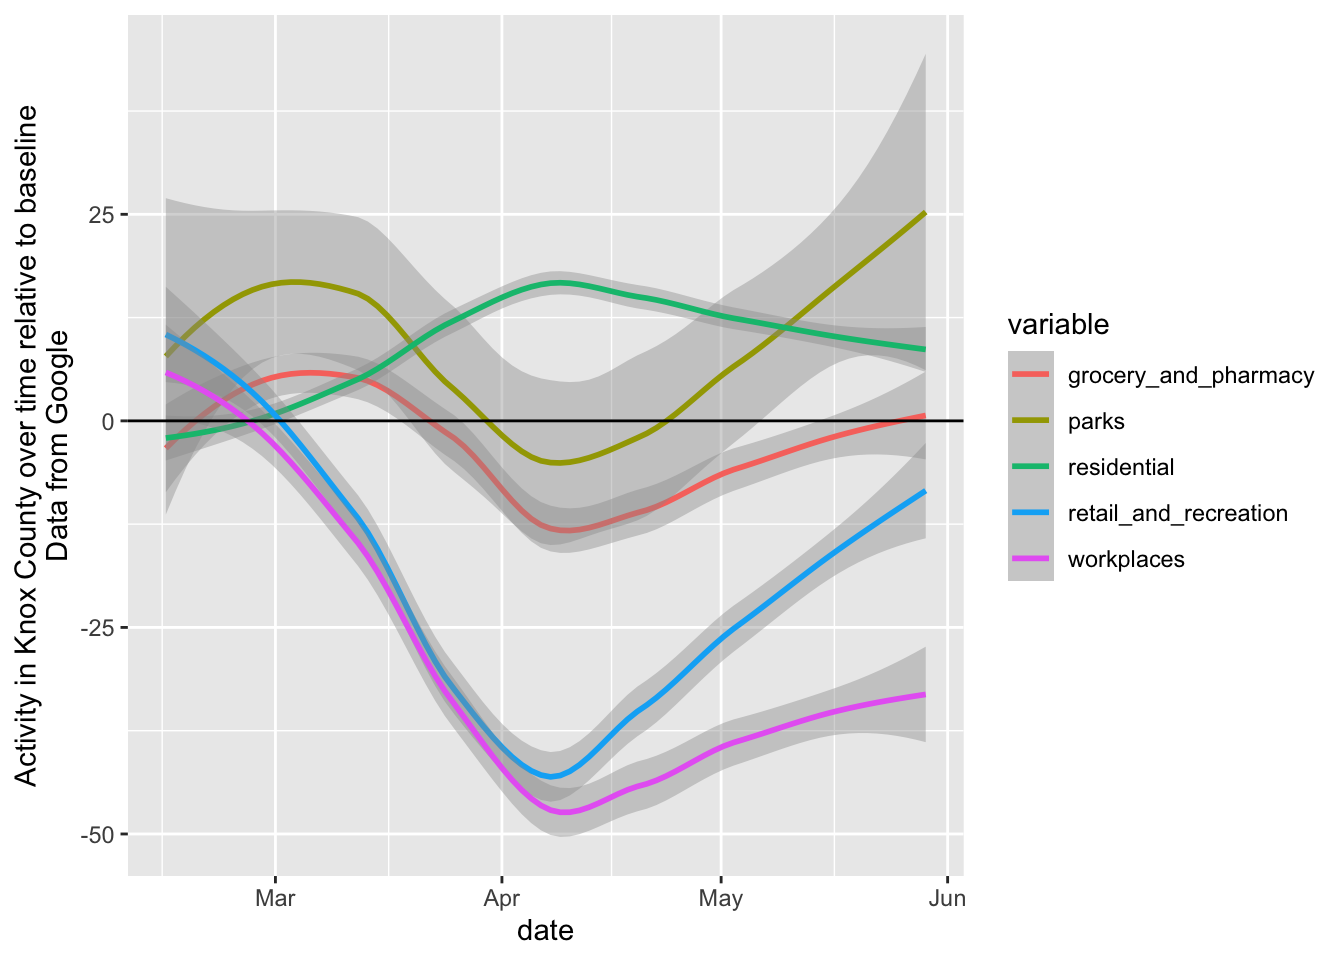 Activity in Knox County over time relative to baseline
Data from Google
25
0
-25
-50
Mar
Apr
May
Jun
date
variable
grocery_and_pharmacy
parks
residential
retail_and_recreation
workplaces